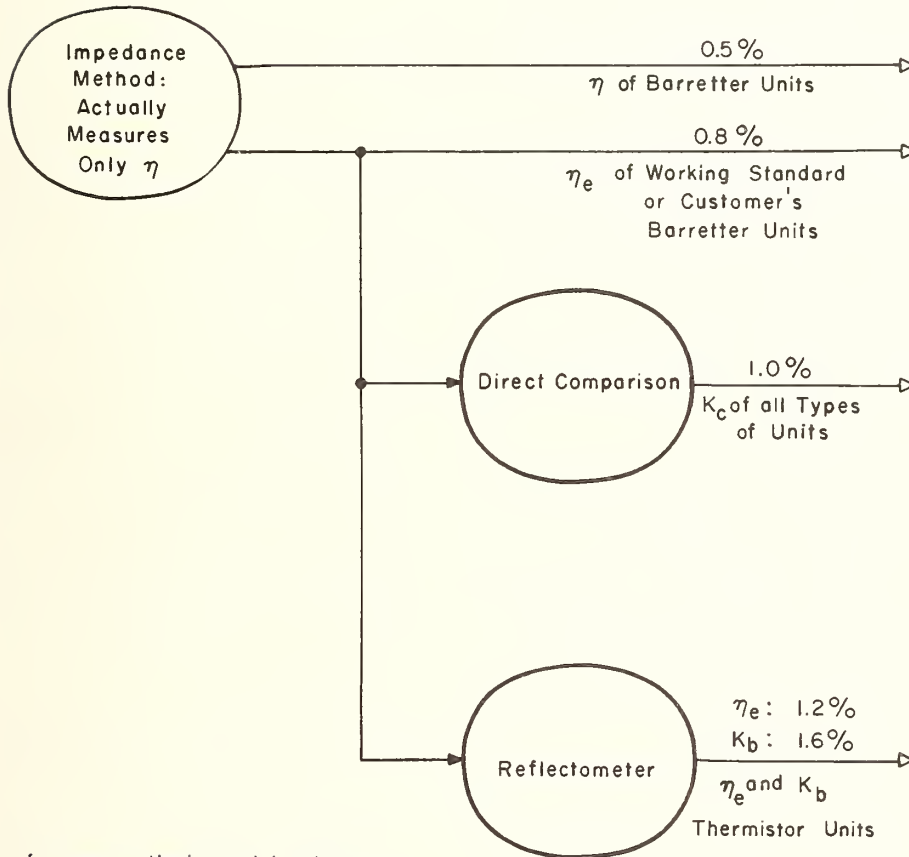 Impedance
Method:
Actually
Measures
Only η
0.5%
η of Barretter Units
0.8%
ηe of Working Standard
or Customer's
Barretter Units
Direct Comparison
1.0%
Kc of all Types
of Units
Reflectometer
ηe: 1.2%
Kb: 1.6%
ηe and Kb
Thermistor Units